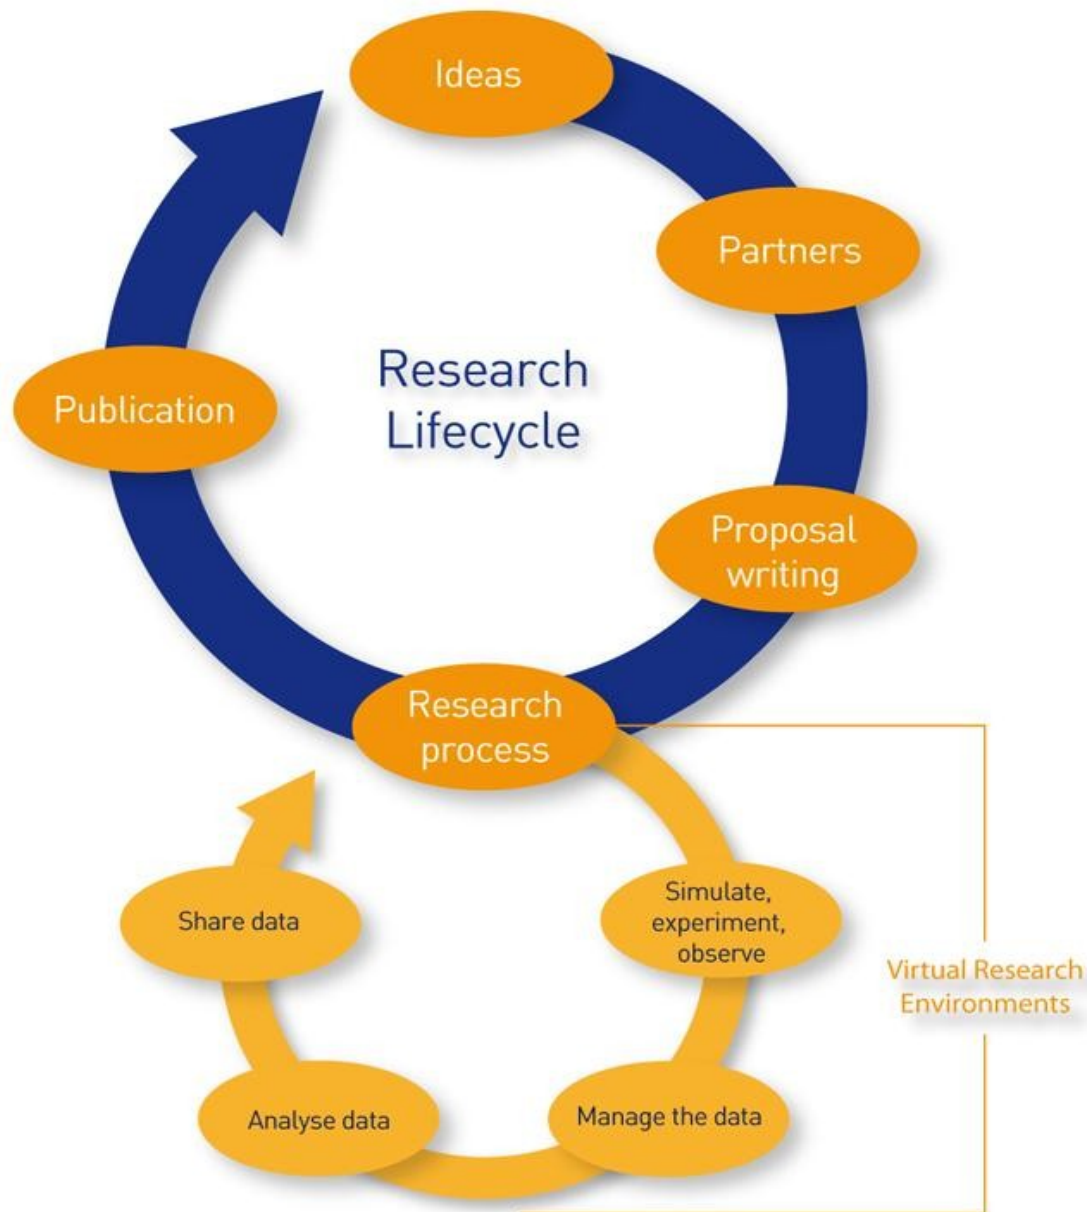 Ideas
Partners
Research
Lifecycle
Publication
Proposal
writing
Research
process
Simulate,
experiment,
observe
Share data
Virtual Research
Environments
Manage the data
Analyse data